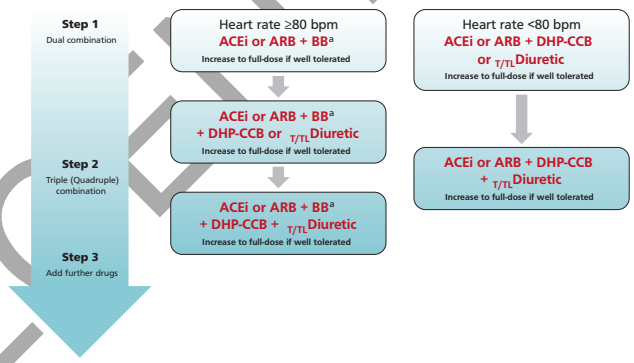 Step 1
Dual combination
Step 2
Triple (Quadruple)
combination
Step 3
Add further drugs
Heart rate ≥80 bpm
ACEi or ARB + BBa
Increase to full-dose if well tolerated
ACEi or ARB + BBa
+ DHP-CCB or T/TLDiuretic
Increase to full-dose if well tolerated
ACEi or ARB + BBa
+ DHP-CCB + T/TLDiuretic
Increase to full-dose if well tolerated
Heart rate <80 bpm
ACEi or ARB + DHP-CCB
or T/TLDiuretic
Increase to full-dose if well tolerated
ACEi or ARB + DHP-CCB
+ T/TLDiuretic
Increase to full-dose if well tolerated